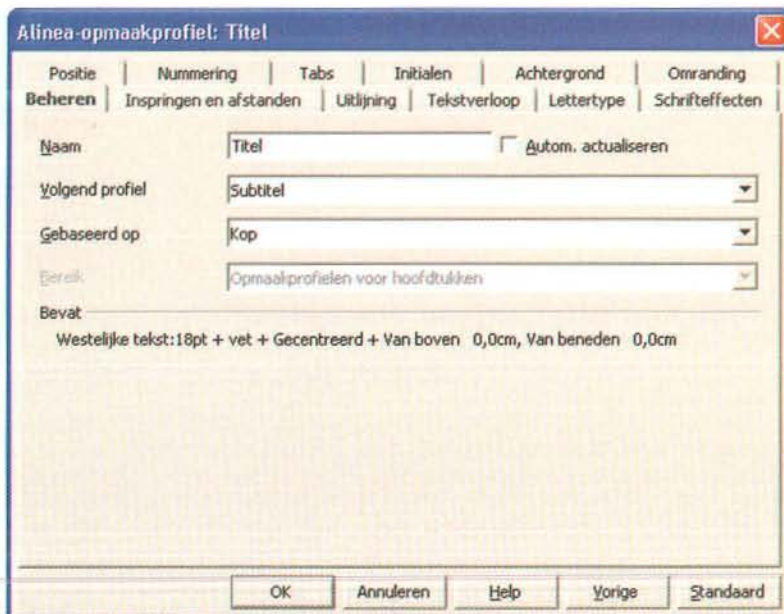 Alinea-opmaakprofiel: Titel
Positie Nummering Tabs Initialen Achtergrond Omranding
Beheren Inspringen en afstanden Uitlijning Tekstverloop Lettertype Schrifteffecten
Naam Titel Autom. actualiseren
Volgend profiel Subtitel
Gebaseerd op Kop
Bereik Opmaakprofielen voor hoofdtukken
Bevat
Westelijke tekst:18pt + vet + Gecentreerd + Van boven 0,0cm, Van beneden 0,0cm
OK Annuleren Help Vorige Standaard